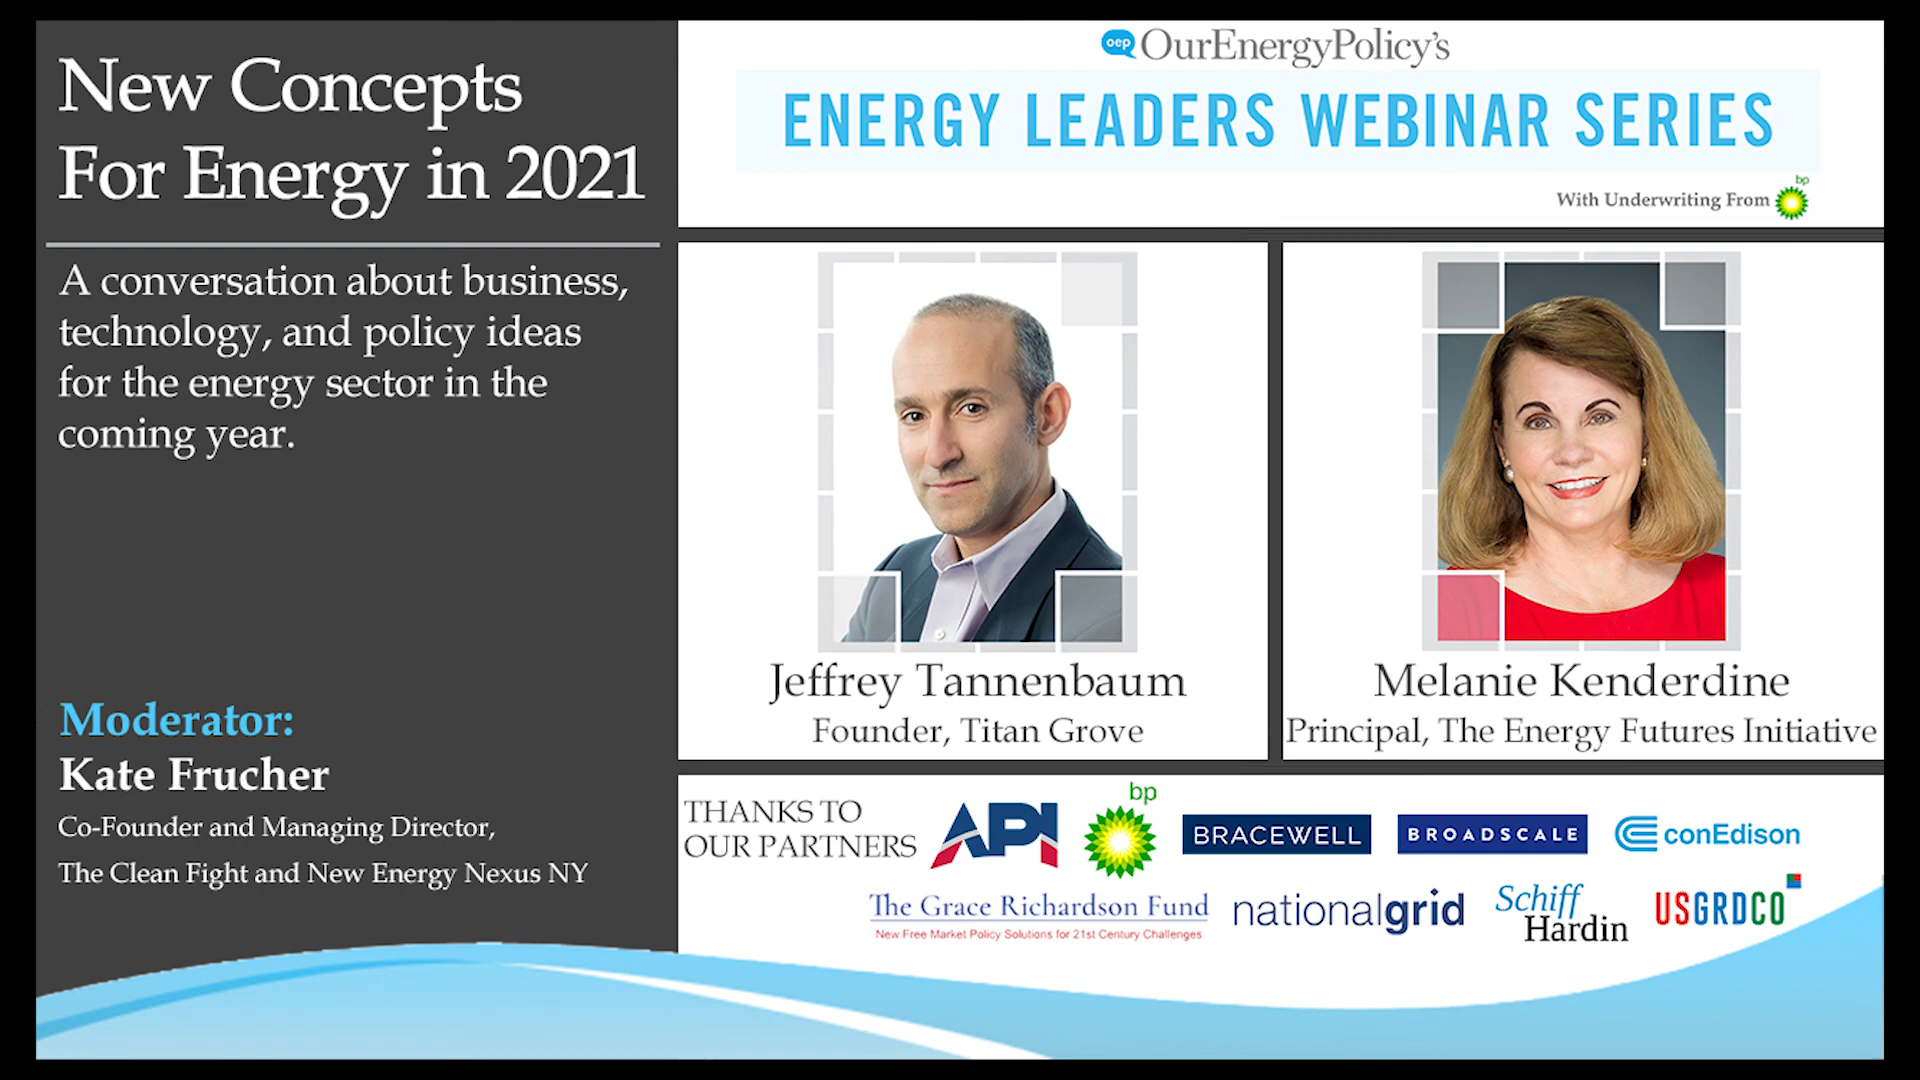 New Concepts
For Energy in 2021
A conversation about business,
technology, and policy ideas
for the energy sector in the
coming year.
Moderator:
Kate Frucher
Co-Founder and Managing Director,
The Clean Fight and New Energy Nexus NY
oep OurEnergyPolicy's
ENERGY LEADERS WEBINAR SERIES
With Underwriting From bp
Jeffrey Tannenbaum
Founder, Titan Grove
Melanie Kenderdine
Principal, The Energy Futures Initiative
THANKS TO
OUR PARTNERS
API
bp
BRACEWELL
BROADSCALE
conEdison
The Grace Richardson Fund
New Free Market Policy Solutions for 21st Century Challenges
nationalgrid
Schiff
Hardin
USGRDCO